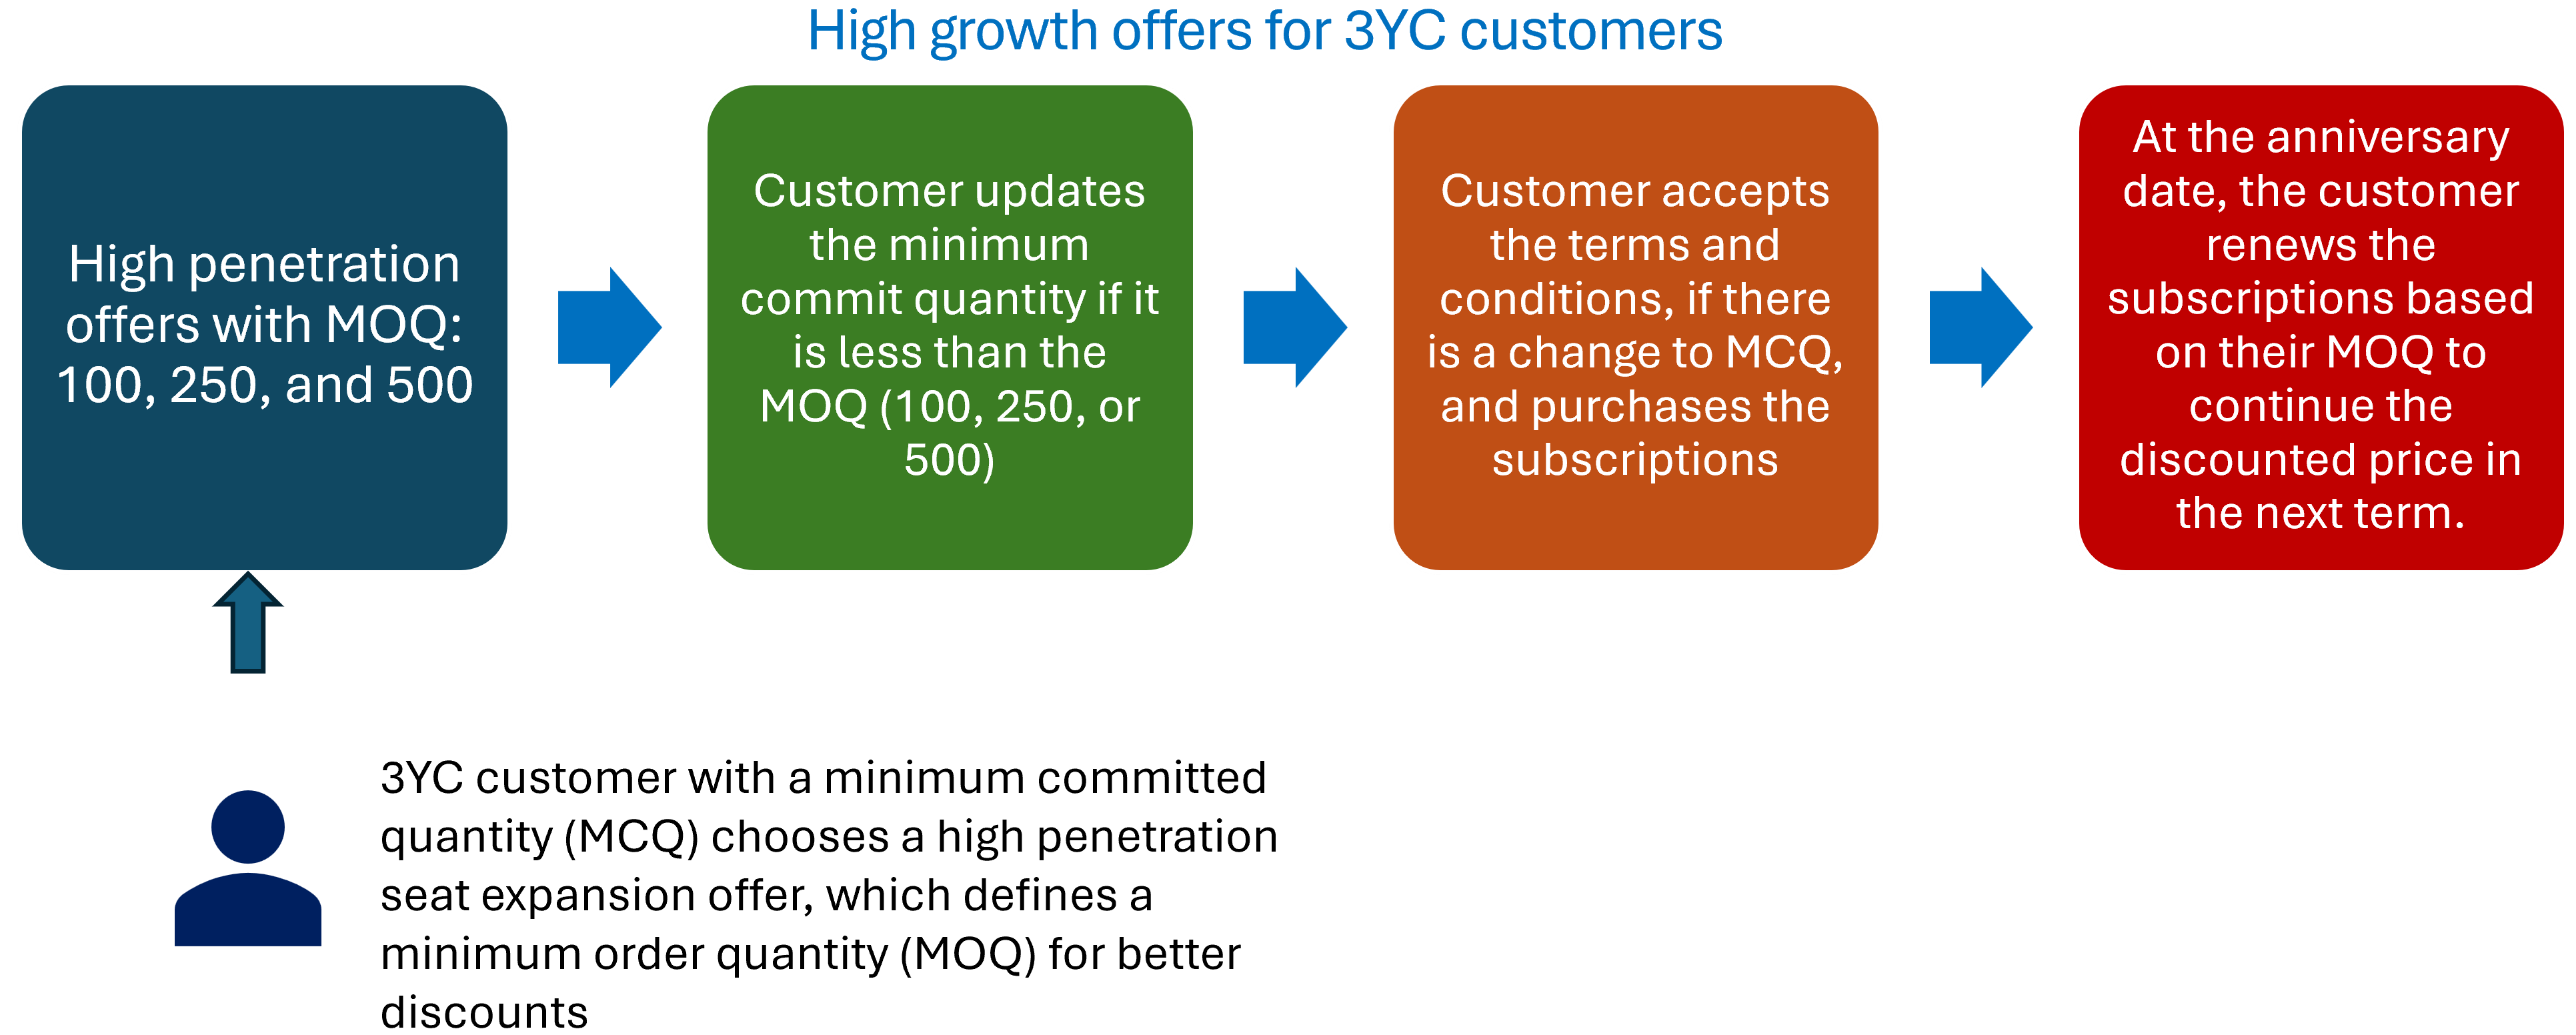 High growth offers for 3YC customers
High penetration
offers with MOQ:
100, 250, and 500
Customer updates
the minimum
commit quantity if it
is less than the
MOQ (100, 250, or
500)
Customer accepts
the terms and
conditions, if there
is a change to MCQ,
and purchases the
subscriptions
At the anniversary
date, the customer
renews the
subscriptions based
on their MOQ to
continue the
discounted price in
the next term.
3YC customer with a minimum committed
quantity (MCQ) chooses a high penetration
seat expansion offer, which defines a
minimum order quantity (MOQ) for better
discounts